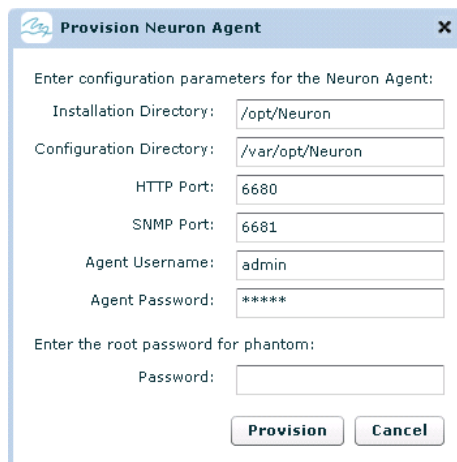 Provision Neuron Agent
Enter configuration parameters for the Neuron Agent:
Installation Directory: /opt/Neuron
Configuration Directory: /var/opt/Neuron
HTTP Port: 6680
SNMP Port: 6681
Agent Username: admin
Agent Password: *****
Enter the root password for phantom:
Password:
Provision Cancel